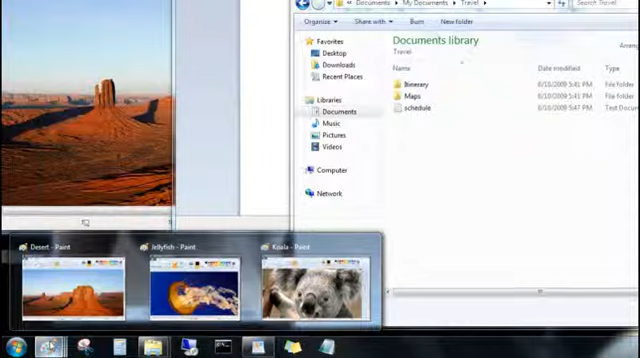 Documents My Documents Travel
Search Travel
Organize Share with Burn New folder
Favorites
Desktop
Downloads
Recent Places
Libraries
Documents
Music
Pictures
Videos
Computer
Network
Documents library
Travel
Name Date modified Type
Itinerary 6/18/2009 5:41 PM File folder
Maps 6/18/2009 5:41 PM File folder
schedule 6/18/2009 5:47 PM Text Docum
Desert - Paint Jellyfish - Paint Koala - Paint